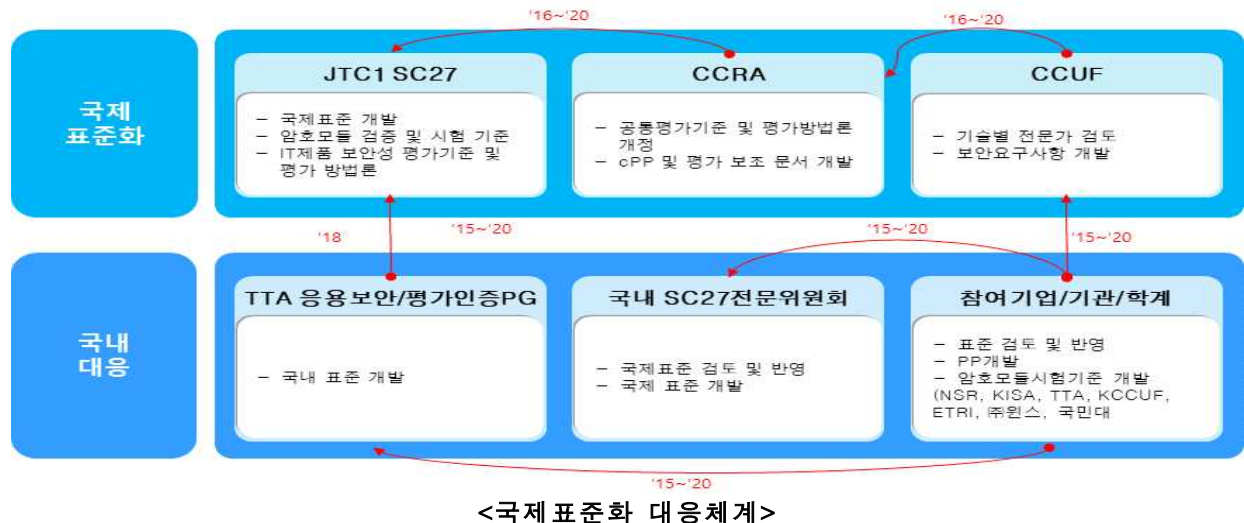 '16~'20
'16~'20
국제
표준화
JTC1 SC27
- 국제표준 개발
- 암호모듈 검증 및 시험 기준
- IT제품 보안성 평가기준 및
평가 방법론
CCRA
- 공통평가기준 및 평가방법론
개정
- cPP 및 평가 보조 문서 개발
CCUF
- 기술별 전문가 검토
- 보안요구사항 개발
'18
'15~'20
'15~'20
'15~'20
국내
대응
TTA 응용보안/평가인증PG
- 국내 표준 개발
국내 SC27전문위원회
- 국제표준 검토 및 반영
- 국제 표준 개발
참여기업/기관/학계
- 표준 검토 및 반영
- PP개발
- 암호모듈시험기준 개발
(NSR, KISA, TTA, KCCUF,
ETRI, ㈜윈스, 국민대
'15~'20
<국제표준화 대응체계>